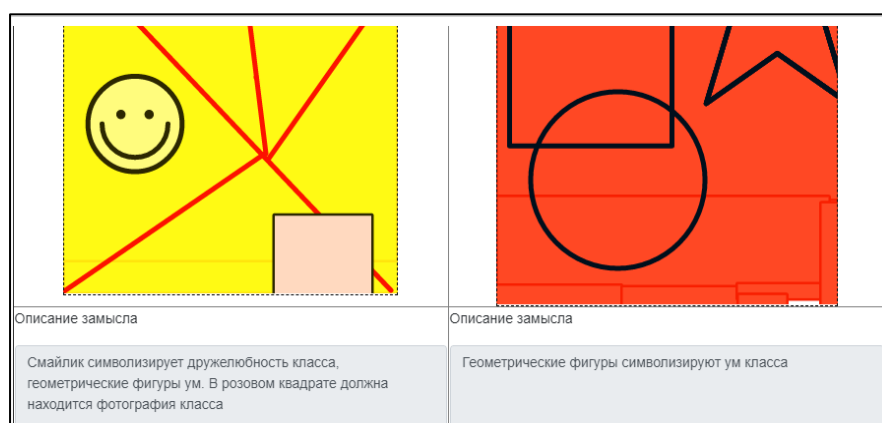 Описание замысла
Смайлик символизирует дружелюбность класса,
геометрические фигуры ум. В розовом квадрате должна
находится фотография класса
Описание замысла
Геометрические фигуры символизируют ум класса